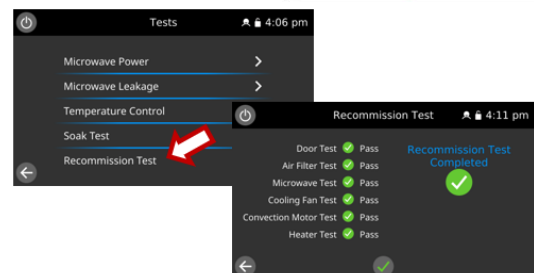 Tests
4:06 pm
Microwave Power
Microwave Leakage
Temperature Control
Soak Test
Recommission Test
Recommission Test
4:11 pm
Door Test Pass
Air Filter Test Pass
Microwave Test Pass
Cooling Fan Test Pass
Convection Motor Test Pass
Heater Test Pass
Recommission Test
Completed